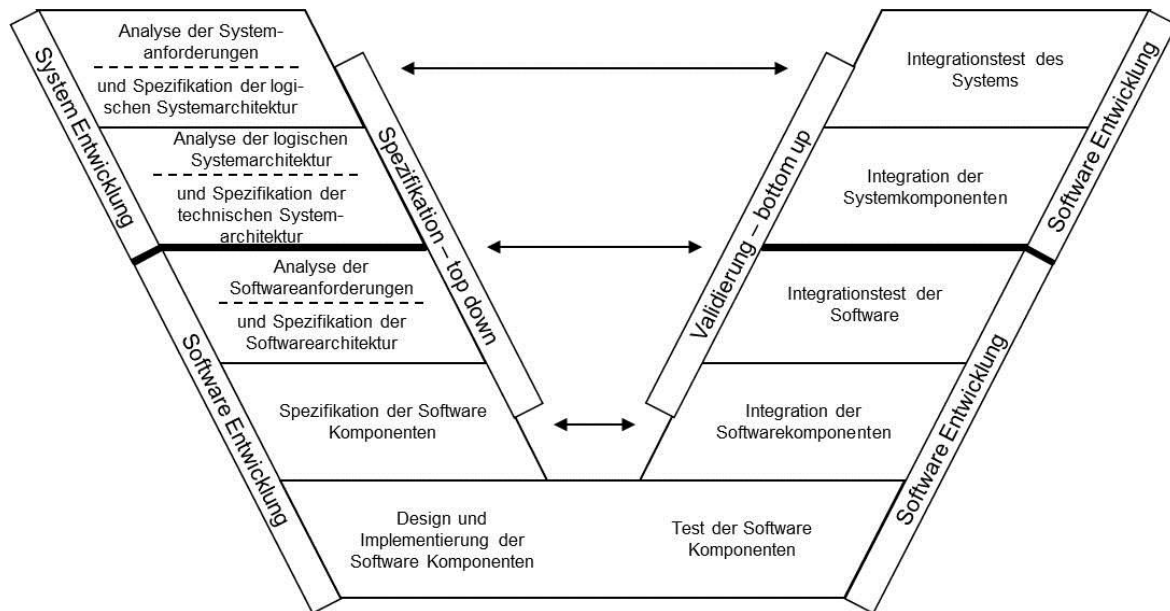 System Entwicklung
Analyse der System-
anforderungen
und Spezifikation der logi-
schen Systemarchitektur
Analyse der logischen
Systemarchitektur
und Spezifikation der
technischen System-
architektur
Software Entwicklung
Analyse der
Softwareanforderungen
und Spezifikation der
Softwarearchitektur
Spezifikation der Software
Komponenten
Design und
Implementierung der
Software Komponenten
Spezifikation – top down
Validierung – bottom up
Integrationstest des
Systems
Integration der
Systemkomponenten
Software Entwicklung
Integrationstest der
Software
Integration der
Softwarekomponenten
Test der Software
Komponenten
Software Entwicklung